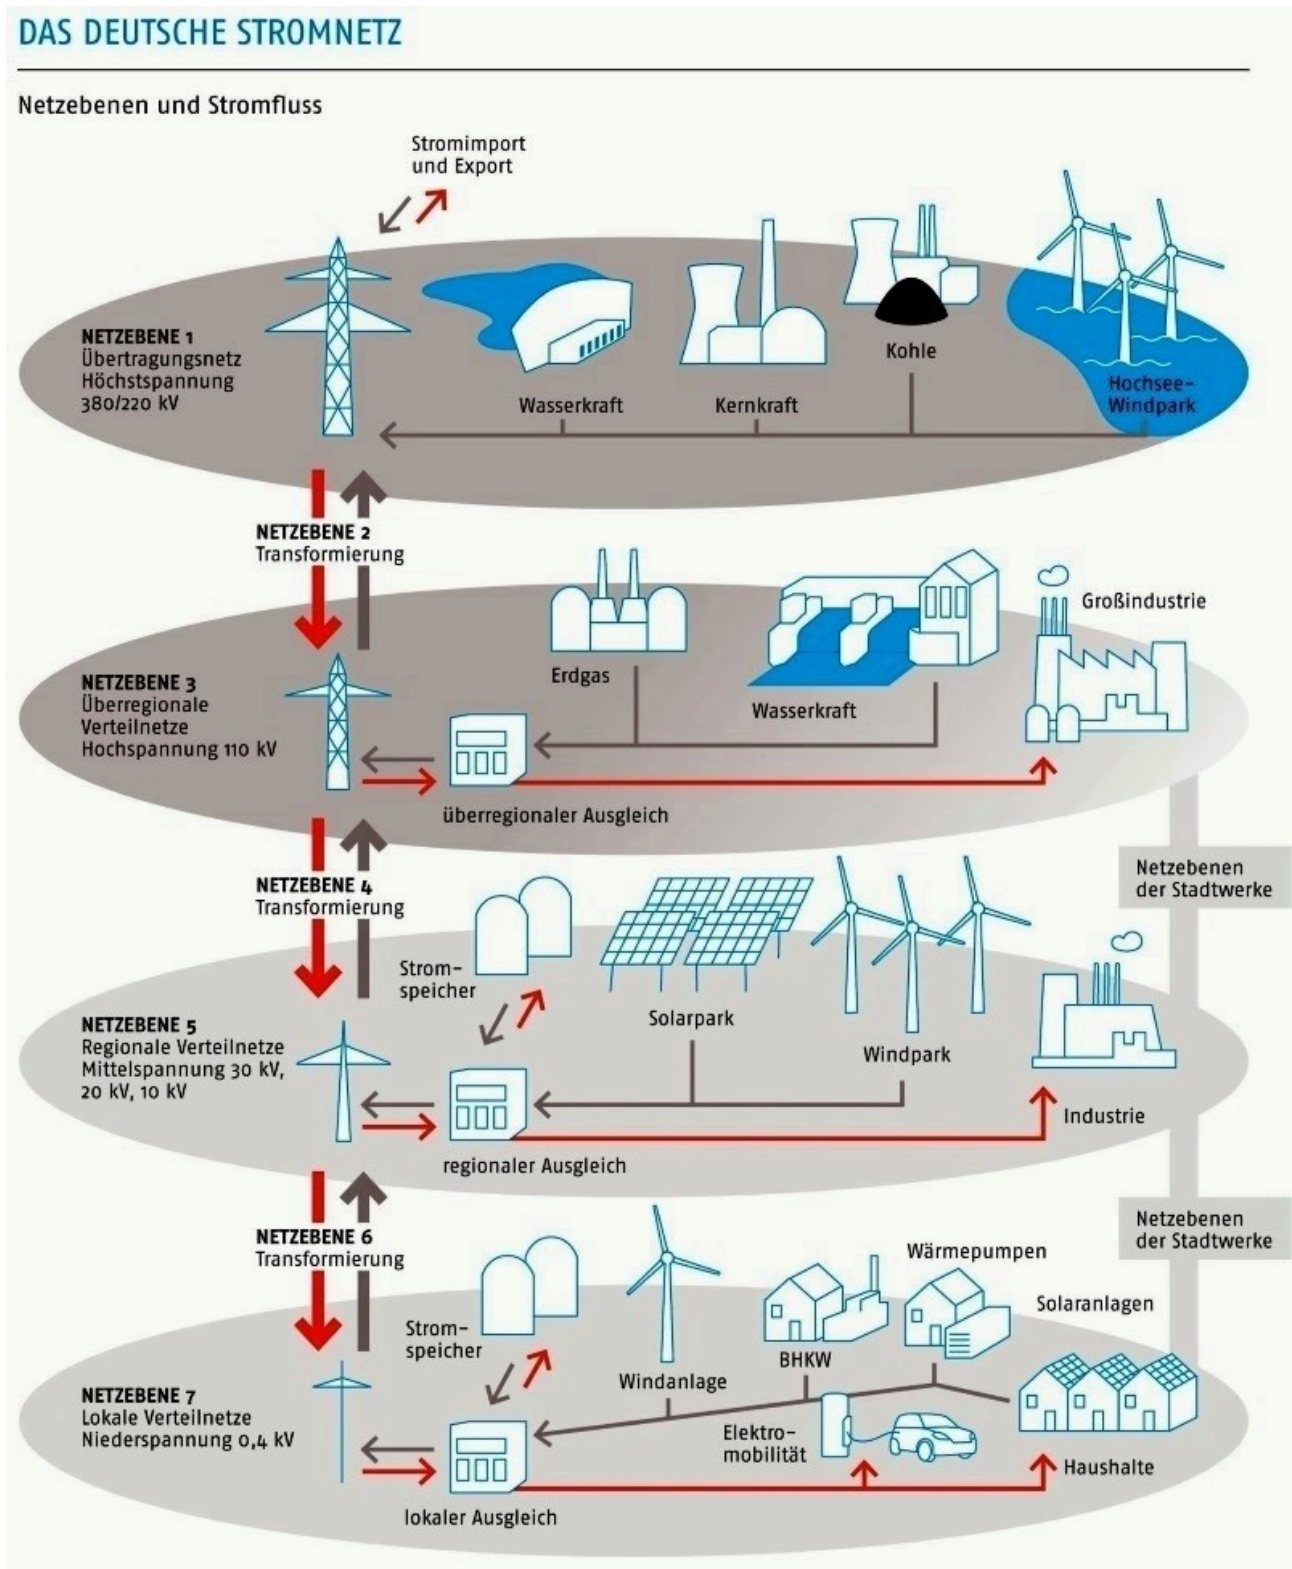 DAS DEUTSCHE STROMNETZ
Netzebenen und Stromfluss
Stromimport
und Export
NETZEBENE 1
Übertragungsnetz
Höchstspannung
380/220 kV
Wasserkraft
Kernkraft
Kohle
Hochsee-
Windpark
NETZEBENE 2
Transformierung
NETZEBENE 3
Überregionale
Verteilnetze
Hochspannung 110 kV
Erdgas
Wasserkraft
Großindustrie
überregionaler Ausgleich
NETZEBENE 4
Transformierung
Netzebenen
der Stadtwerke
NETZEBENE 5
Regionale Verteilnetze
Mittelspannung 30 kV,
20 kV, 10 kV
Strom-
speicher
Solarpark
Windpark
Industrie
regionaler Ausgleich
NETZEBENE 6
Transformierung
Netzebenen
der Stadtwerke
NETZEBENE 7
Lokale Verteilnetze
Niederspannung 0,4 kV
Strom-
speicher
Windanlage
BHKW
Wärmepumpen
Solaranlagen
Elektro-
mobilität
Haushalte
lokaler Ausgleich